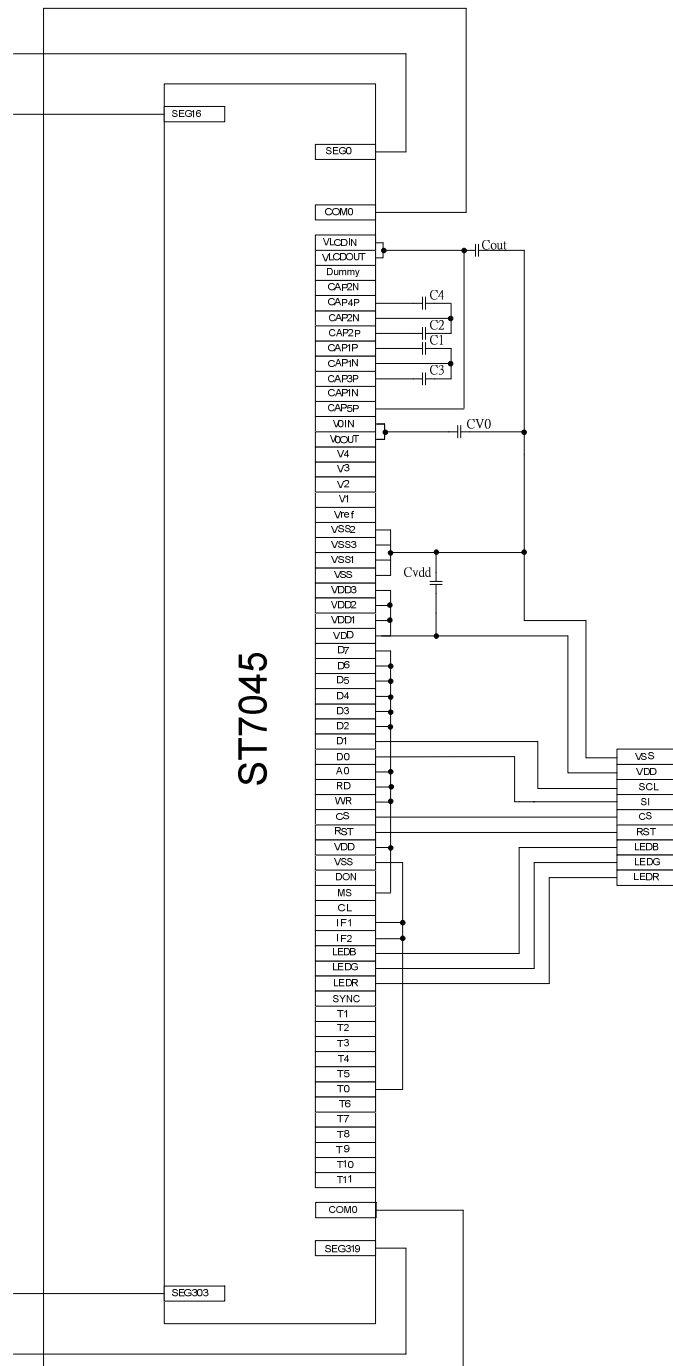 SEG16
SEG0
COM0
VLCDIN
VLCDOUT
Dummy
CAP2N
CAP4P
CAP2N
CAP2P
CAP1P
CAP1N
CAP3P
CAP1N
CAP5P
V0IN
V0OUT
V4
V3
V2
V1
Vref
VSS2
VSS3
VSS1
VSS
VDD3
VDD2
VDD1
VDD
D7
D6
D5
D4
D3
D2
D1
D0
A0
RD
WR
CS
RST
VDD
VSS
DON
MS
CL
IF1
IF2
LEDB
LEDG
LEDR
SYNC
T1
T2
T3
T4
T5
T0
T6
T7
T8
T9
T10
T11
COM0
SEG319
SEG303
ST7045
Cout
C4
C2
C1
C3
CV0
Cvdd
VSS
VDD
SCL
SI
CS
RST
LEDB
LEDG
LEDR